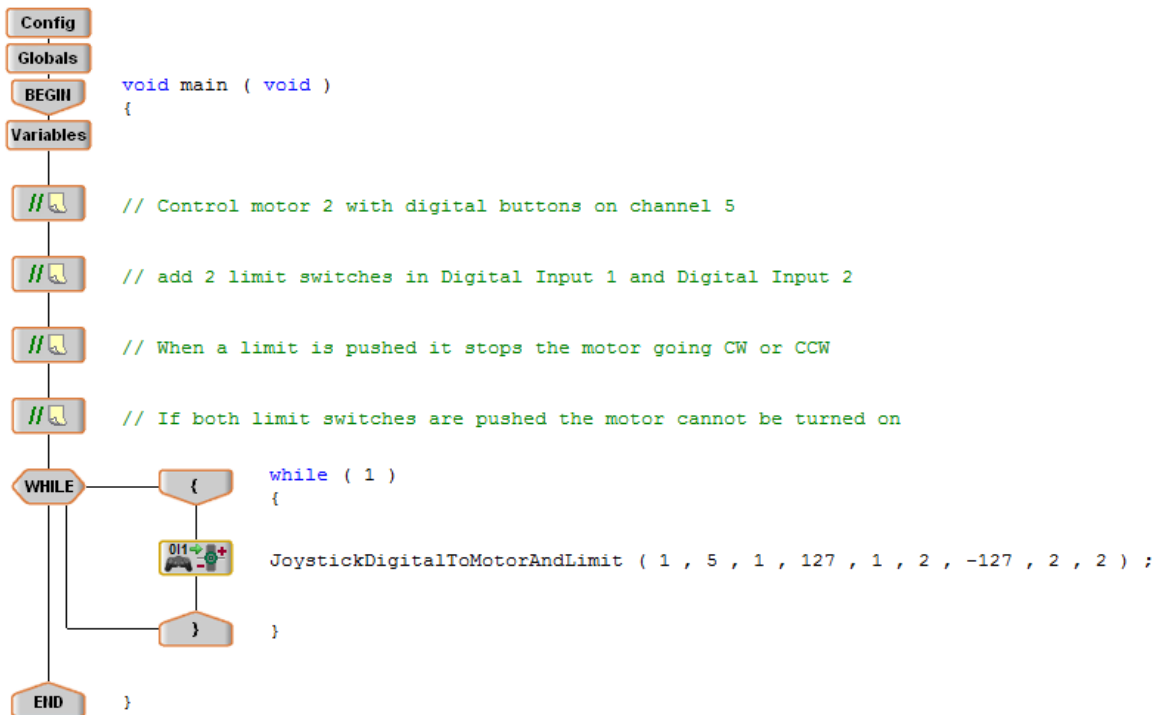 Config
Globals
BEGIN void main ( void )
{
Variables
// // Control motor 2 with digital buttons on channel 5
// // add 2 limit switches in Digital Input 1 and Digital Input 2
// // When a limit is pushed it stops the motor going CW or CCW
// // If both limit switches are pushed the motor cannot be turned on
WHILE { while ( 1 )
{
0/1 JoystickDigitalToMotorAndLimit ( 1 , 5 , 1 , 127 , 1 , 2 , -127 , 2 , 2 ) ;
} }
END }